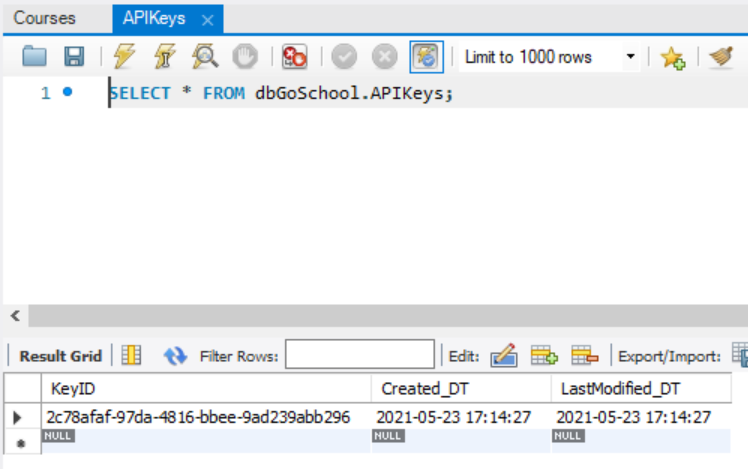 Courses APIKeys
Limit to 1000 rows
1 SELECT * FROM dbGoSchool.APIKeys;
Result Grid Filter Rows: Edit: Export/Import:
KeyID Created_DT LastModified_DT
2c78afaf-97da-4816-bbee-9ad239abb296 2021-05-23 17:14:27 2021-05-23 17:14:27
NULL NULL NULL